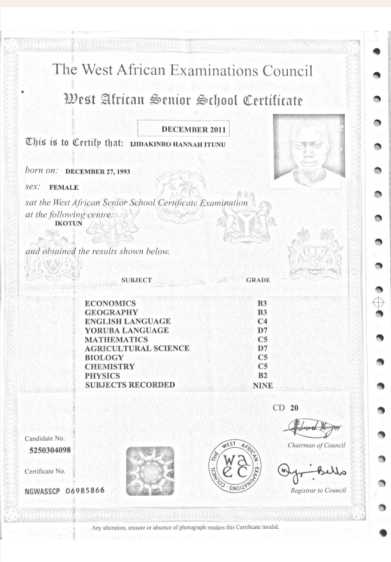 The West African Examinations Council
West African Senior School Certificate
DECEMBER 2011
This is to Certify that: IJIDAKINRO HANNAH ITUNU
born on: DECEMBER 27, 1993
sex: FEMALE
sat the West African Senior School Certificate Examination
at the following centre:
IKOTUN
and obtained the results shown below.
SUBJECT GRADE
ECONOMICS B3
GEOGRAPHY B3
ENGLISH LANGUAGE C4
YORUBA LANGUAGE D7
MATHEMATICS C5
AGRICULTURAL SCIENCE D7
BIOLOGY C5
CHEMISTRY C5
PHYSICS B2
SUBJECTS RECORDED NINE
CD 20
Candidate No.
5250304098
Chairman of Council
THE WEST AFRICAN EXAMINATIONS COUNCIL
waec
Certificate No.
NGWASSCP 06985866
Registrar to Council
Any alteration, erasure or absence of photograph renders this Certificate invalid.